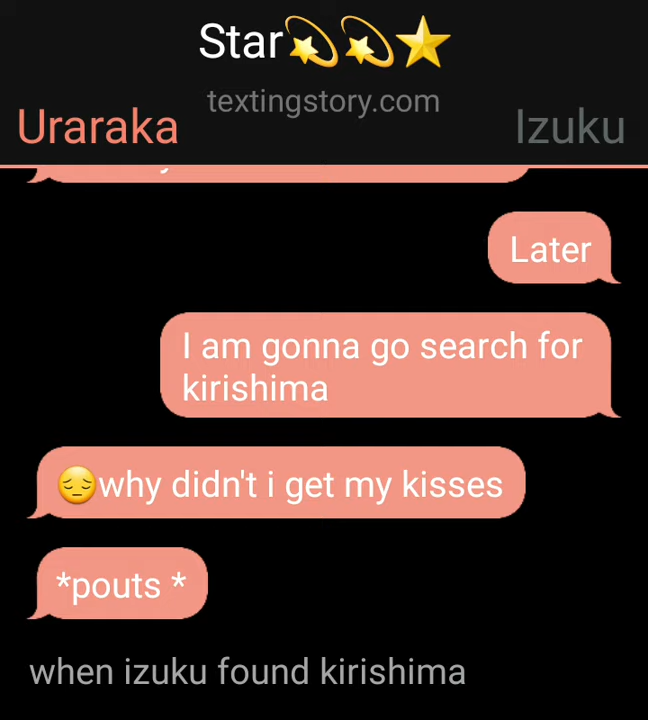 Star💫💫⭐
textingstory.com
Uraraka
Izuku
Later
I am gonna go search for
kirishima
😔why didn't i get my kisses
*pouts *
when izuku found kirishima